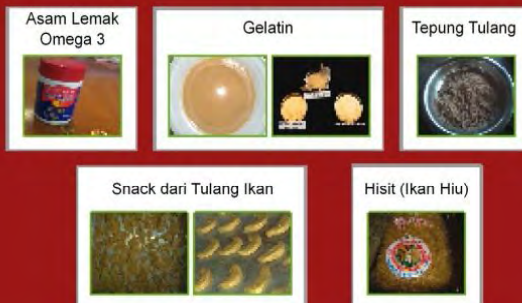 Asam Lemak
Omega 3
Gelatin
Tepung Tulang
Snack dari Tulang Ikan
Hisit (Ikan Hiu)